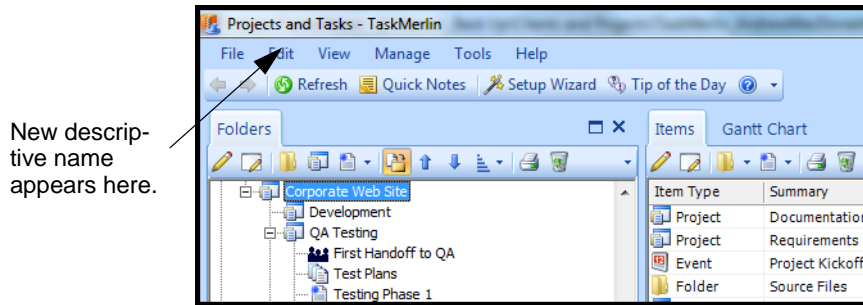 Projects and Tasks - TaskMerlin
File Edit View Manage Tools Help
Refresh Quick Notes Setup Wizard Tip of the Day
New descrip-
tive name
appears here.
Folders
Items Gantt Chart
Corporate Web Site
Development
QA Testing
First Handoff to QA
Test Plans
Testing Phase 1
Item Type Summary
Project Documentation
Project Requirements
Event Project Kickoff
Folder Source Files